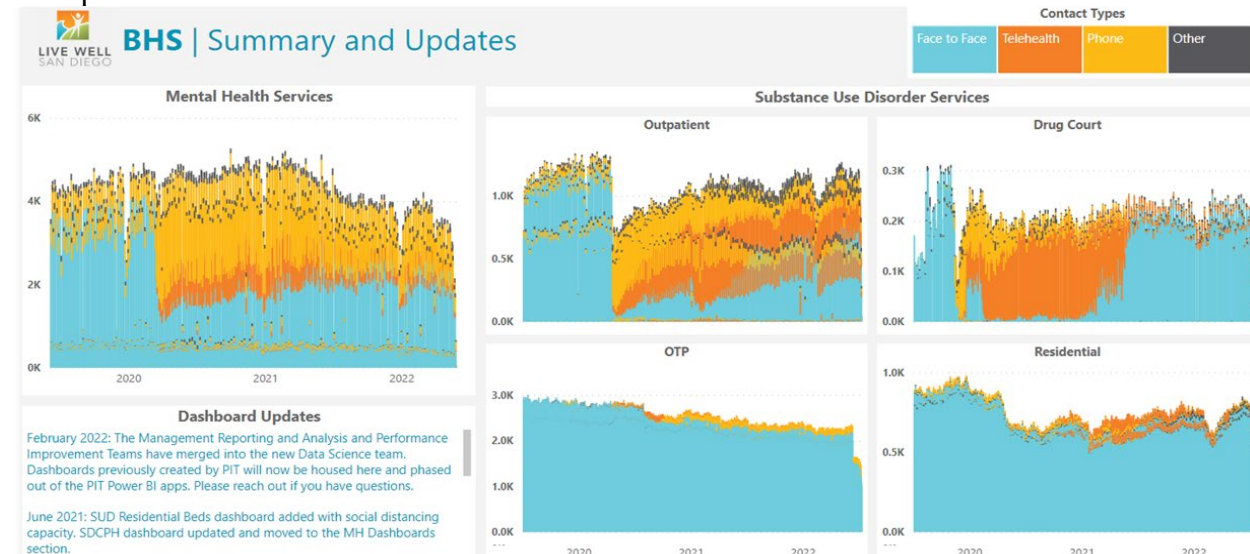 LIVE WELL
SAN DIEGO
BHS | Summary and Updates
Contact Types
Face to Face
Telehealth
Phone
Other
Mental Health Services
6K
4K
2K
0K
2020
2021
2022
Substance Use Disorder Services
Outpatient
1.0K
0.5K
0.0K
Drug Court
0.3K
0.2K
0.1K
0.0K
OTP
3.0K
2.0K
1.0K
0.0K
2020
2021
2022
Residential
1.0K
0.5K
0.0K
2020
2021
2022
Dashboard Updates
February 2022: The Management Reporting and Analysis and Performance
Improvement Teams have merged into the new Data Science team.
Dashboards previously created by PIT will now be housed here and phased
out of the PIT Power BI apps. Please reach out if you have questions.
June 2021: SUD Residential Beds dashboard added with social distancing
capacity. SDCPH dashboard updated and moved to the MH Dashboards
section.